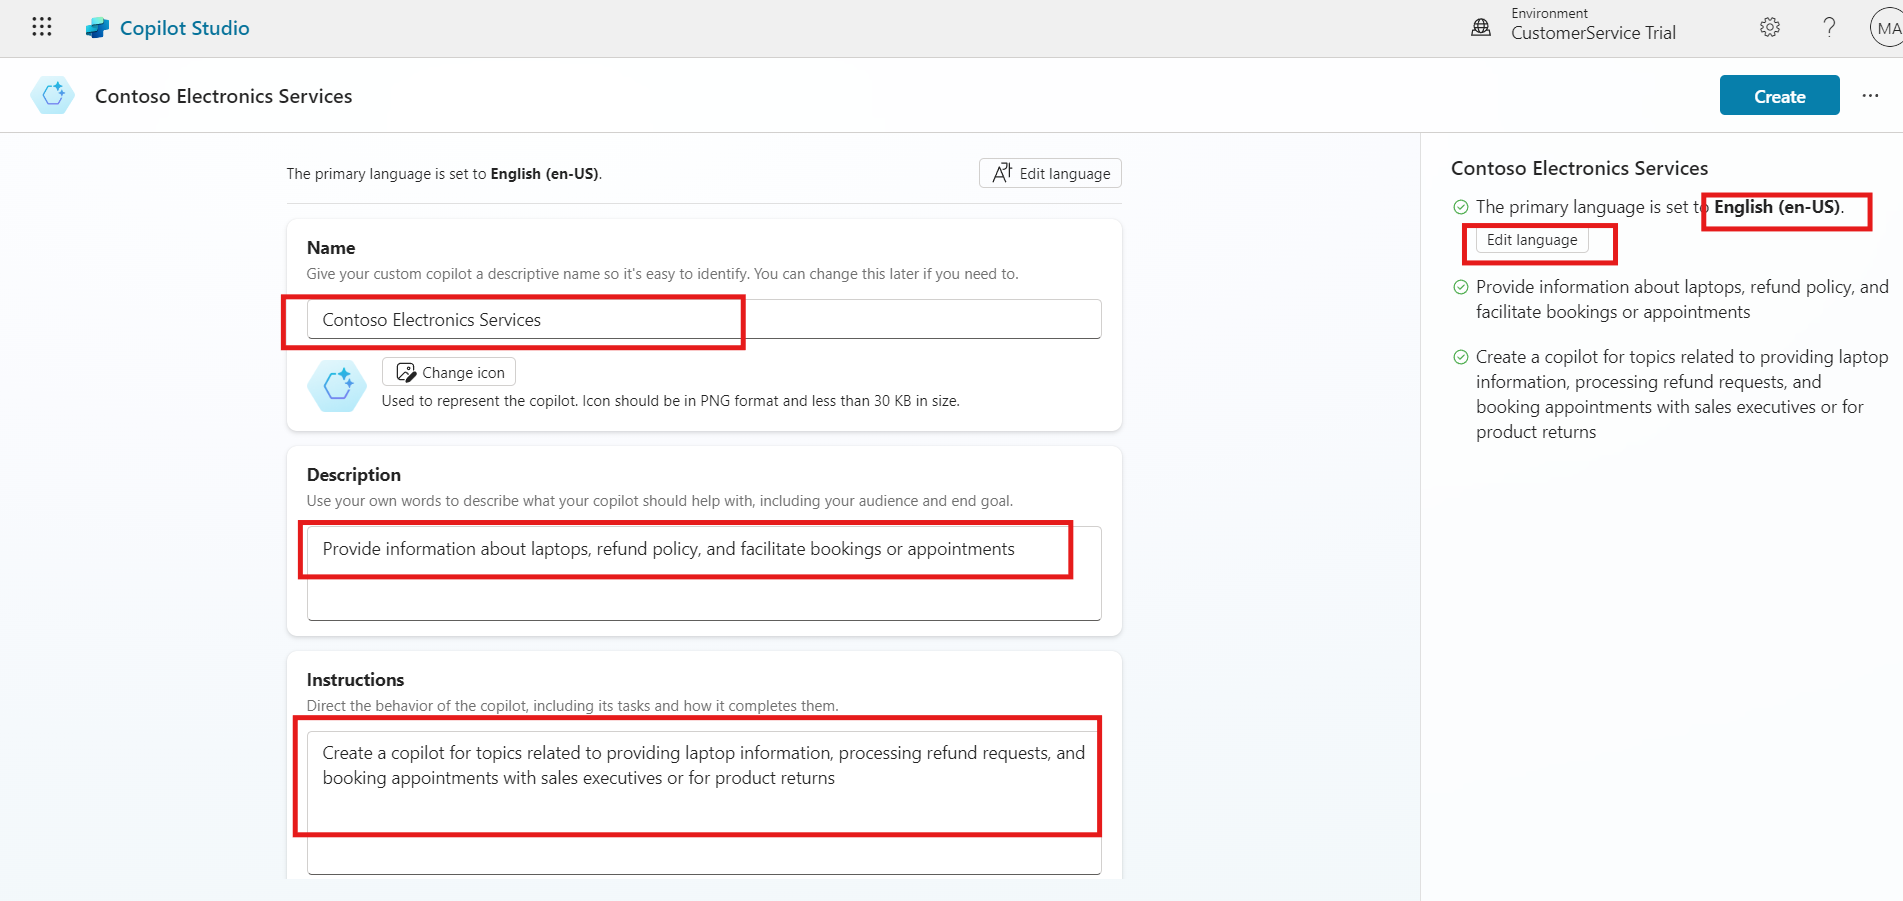 Copilot Studio
Environment
CustomerService Trial
?
MA
Contoso Electronics Services
Create
...
The primary language is set to English (en-US).
Edit language
Name
Give your custom copilot a descriptive name so it's easy to identify. You can change this later if you need to.
Contoso Electronics Services
Change icon
Used to represent the copilot. Icon should be in PNG format and less than 30 KB in size.
Description
Use your own words to describe what your copilot should help with, including your audience and end goal.
Provide information about laptops, refund policy, and facilitate bookings or appointments
Instructions
Direct the behavior of the copilot, including its tasks and how it completes them.
Create a copilot for topics related to providing laptop information, processing refund requests, and
booking appointments with sales executives or for product returns
Contoso Electronics Services
The primary language is set to English (en-US).
Edit language
Provide information about laptops, refund policy, and
facilitate bookings or appointments
Create a copilot for topics related to providing laptop
information, processing refund requests, and
booking appointments with sales executives or for
product returns